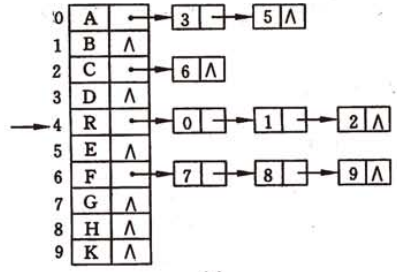 0 A 3 5 ∧
1 B ∧
2 C 6 ∧
3 D ∧
4 R 0 1 2 ∧
5 E ∧
6 F 7 8 9 ∧
7 G ∧
8 H ∧
9 K ∧